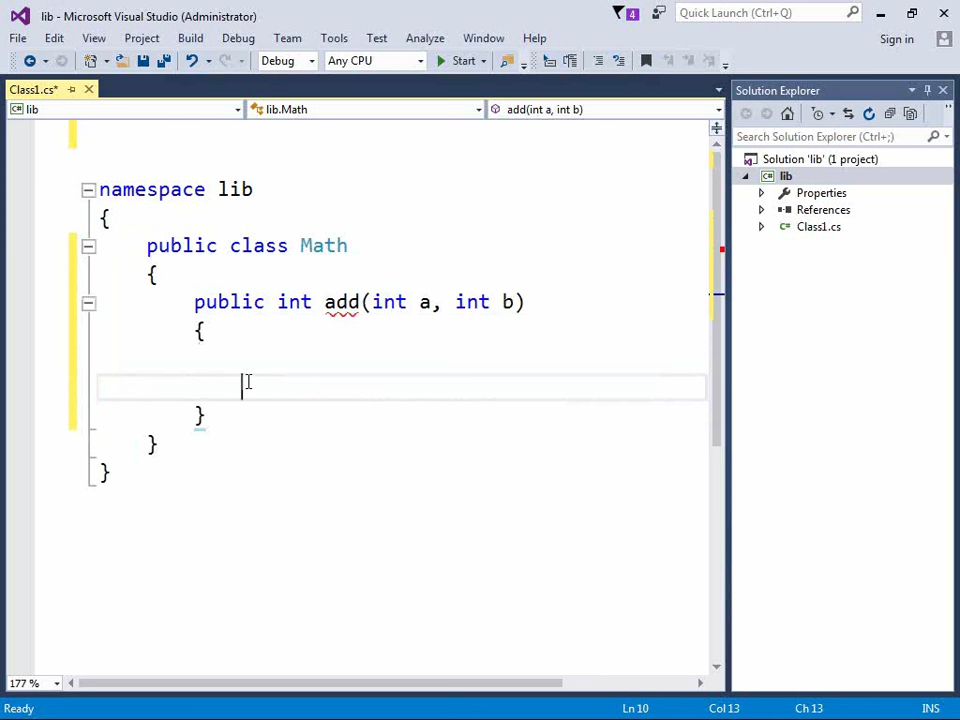 lib - Microsoft Visual Studio (Administrator)
4
Quick Launch (Ctrl+Q)
File Edit View Project Build Debug Team Tools Test Analyze Window Help
Sign in
Debug Any CPU Start
Class1.cs*
Solution Explorer
C# lib lib.Math add(int a, int b)
Search Solution Explorer (Ctrl+;)
Solution 'lib' (1 project)
C# lib
Properties
References
C# Class1.cs
namespace lib
{
public class Math
{
public int add(int a, int b)
{
}
}
}
177 %
Ready Ln 10 Col 13 Ch 13 INS